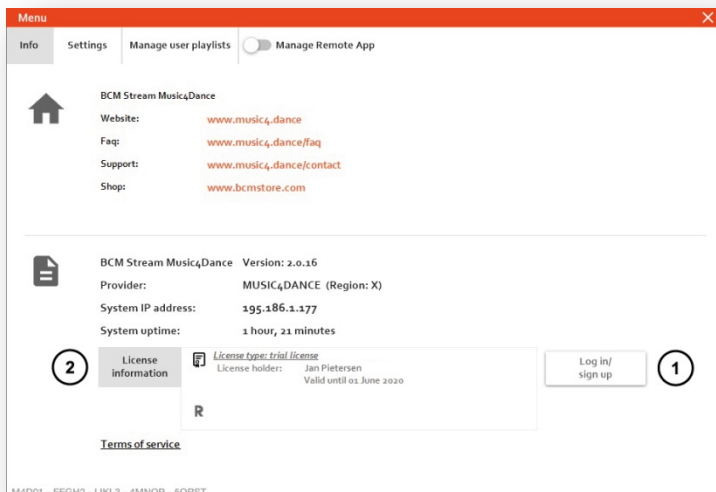 Menu
Info Settings Manage user playlists Manage Remote App
BCM Stream Music4Dance
Website: www.music4.dance
Faq: www.music4.dance/faq
Support: www.music4.dance/contact
Shop: www.bcmstore.com
BCM Stream Music4Dance Version: 2.0.16
Provider: MUSIC4DANCE (Region: X)
System IP address: 195.186.1.177
System uptime: 1 hour, 21 minutes
2 License information
License type: trial license
License holder: Jan Pietersen
Valid until 01 June 2020
R
Log in/
sign up
1
Terms of service